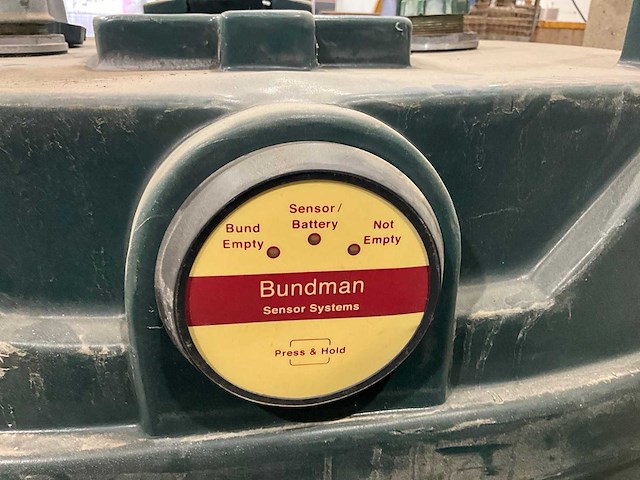 Sensor/
Battery
Bund
Empty
Not
Empty
Bundman
Sensor Systems
Press & Hold